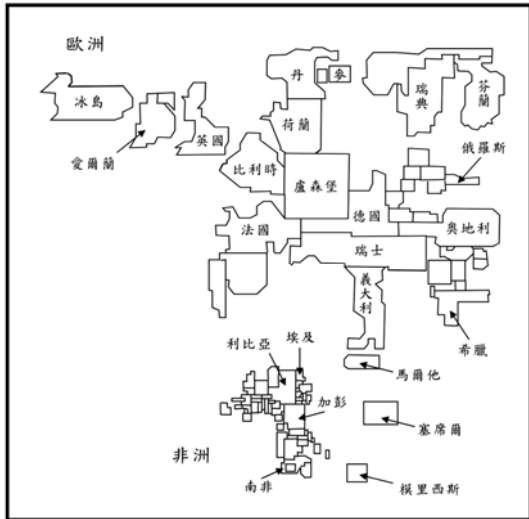 歐洲
丹麥
瑞典
芬蘭
冰島
愛爾蘭
英國
荷蘭
比利時
盧森堡
俄羅斯
德國
法國
奧地利
瑞士
義大利
希臘
埃及
利比亞
馬爾他
加彭
塞席爾
非洲
南非
模里西斯